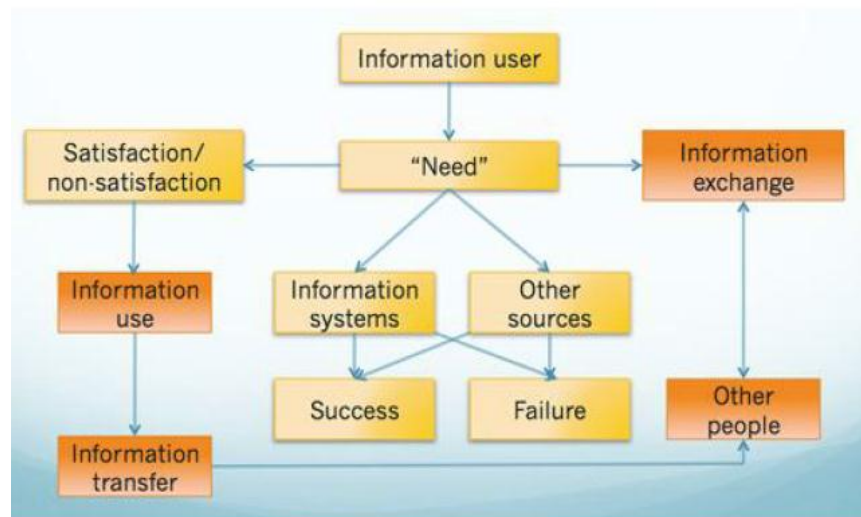 Information user
Satisfaction/
non-satisfaction
“Need”
Information
exchange
Information
use
Information
systems
Other
sources
Success
Failure
Other
people
Information
transfer